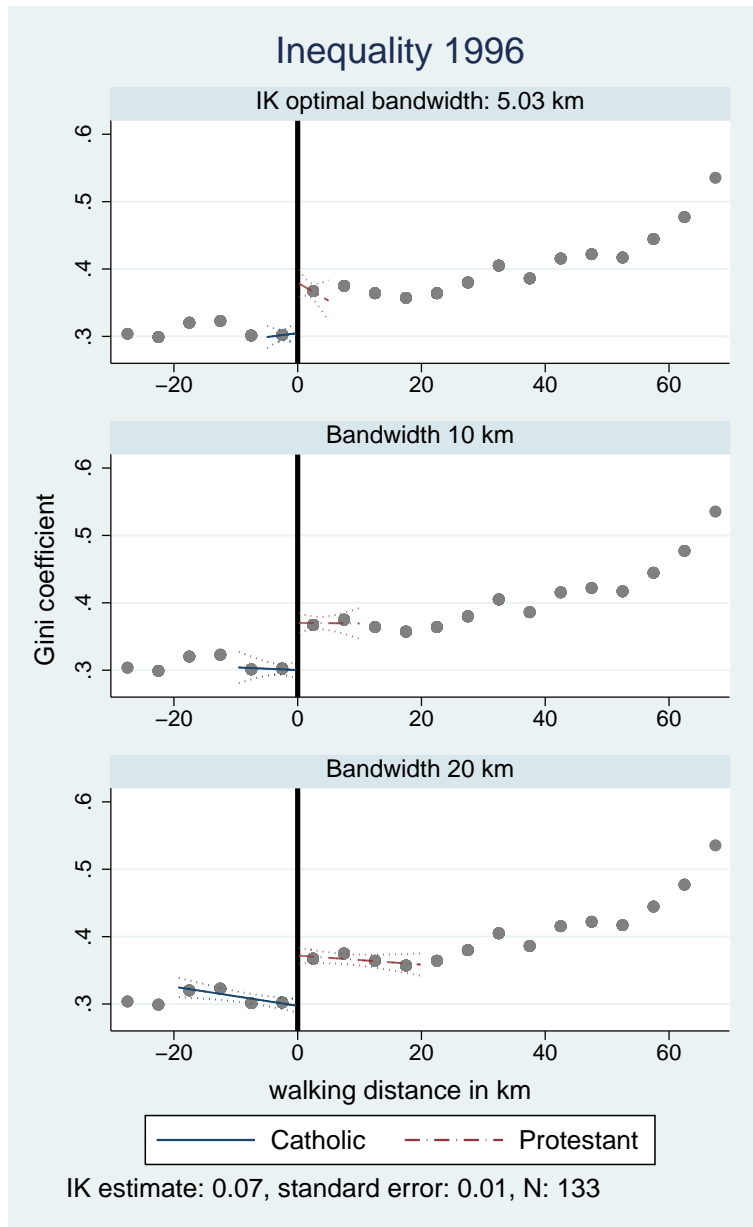 Inequality 1996
IK optimal bandwidth: 5.03 km
.6
.5
.4
.3
−20 0 20 40 60
Bandwidth 10 km
.6
.5
.4
.3
−20 0 20 40 60
Gini coefficient
Bandwidth 20 km
.6
.5
.4
.3
−20 0 20 40 60
walking distance in km
Catholic Protestant
IK estimate: 0.07, standard error: 0.01, N: 133